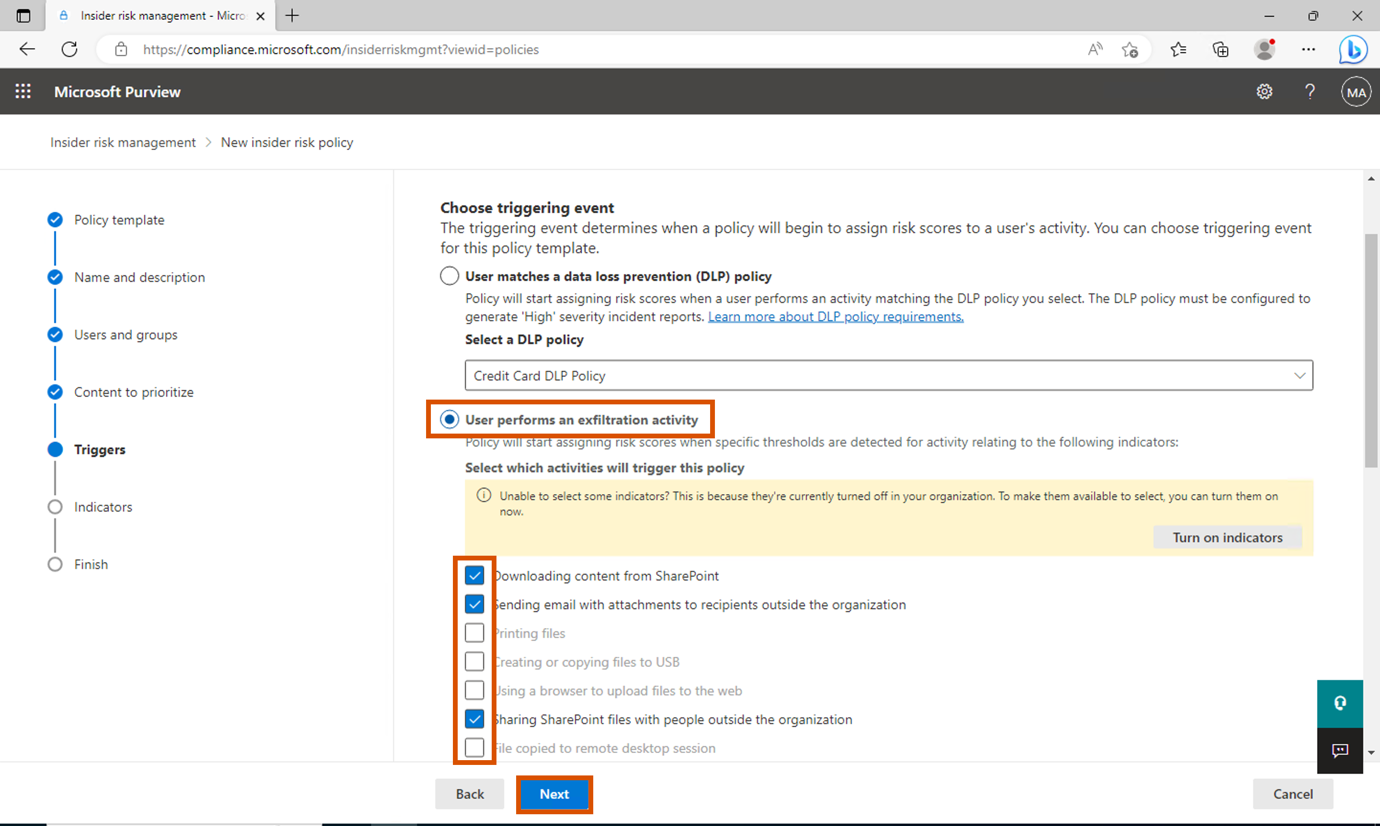 Insider risk management - Micro
https://compliance.microsoft.com/insiderriskmgmt?viewid=policies
Microsoft Purview
MA
Insider risk management > New insider risk policy
Policy template
Name and description
Users and groups
Content to prioritize
Triggers
Indicators
Finish
Choose triggering event
The triggering event determines when a policy will begin to assign risk scores to a user's activity. You can choose triggering event
for this policy template.
User matches a data loss prevention (DLP) policy
Policy will start assigning risk scores when a user performs an activity matching the DLP policy you select. The DLP policy must be configured to
generate 'High' severity incident reports. Learn more about DLP policy requirements.
Select a DLP policy
Credit Card DLP Policy
User performs an exfiltration activity
Policy will start assigning risk scores when specific thresholds are detected for activity relating to the following indicators:
Select which activities will trigger this policy
Unable to select some indicators? This is because they're currently turned off in your organization. To make them available to select, you can turn them on
now.
Turn on indicators
Downloading content from SharePoint
Sending email with attachments to recipients outside the organization
Printing files
Creating or copying files to USB
Using a browser to upload files to the web
Sharing SharePoint files with people outside the organization
File copied to remote desktop session
Back
Next
Cancel